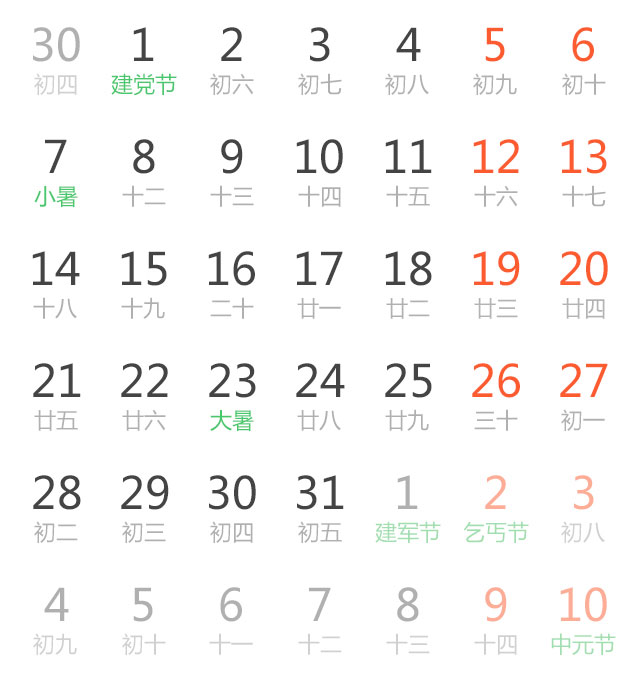 30 1 2 3 4 5 6
初四 建党节 初六 初七 初八 初九 初十
7 8 9 10 11 12 13
小暑 十二 十三 十四 十五 十六 十七
14 15 16 17 18 19 20
十八 十九 二十 廿一 廿二 廿三 廿四
21 22 23 24 25 26 27
廿五 廿六 大暑 廿八 廿九 三十 初一
28 29 30 31 1 2 3
初二 初三 初四 初五 建军节 乞丐节 初八
4 5 6 7 8 9 10
初九 初十 十一 十二 十三 十四 中元节